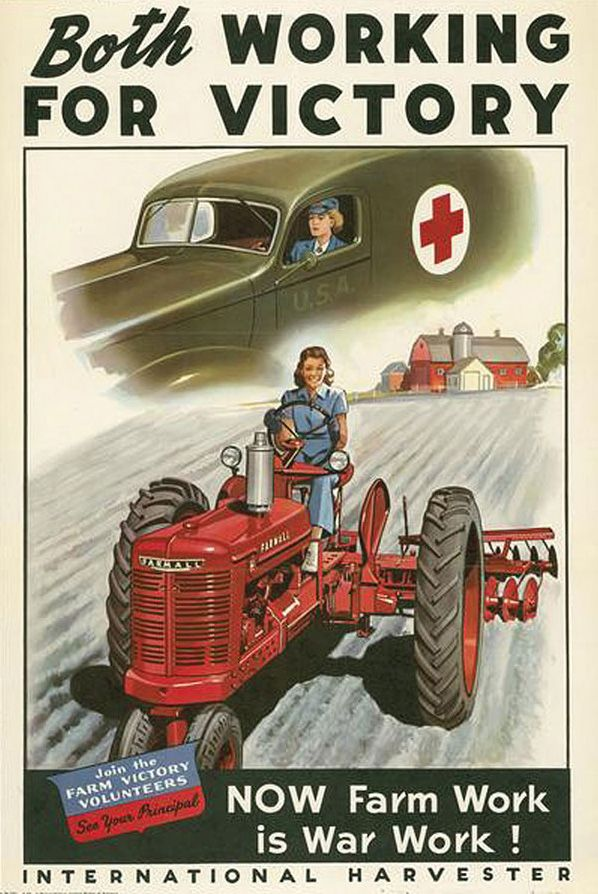 Both WORKING
FOR VICTORY
U.S.A.
FARMALL
FARMALL
Join the
FARM VICTORY
VOLUNTEERS
See Your Principal
NOW Farm Work
is War Work !
INTERNATIONAL HARVESTER